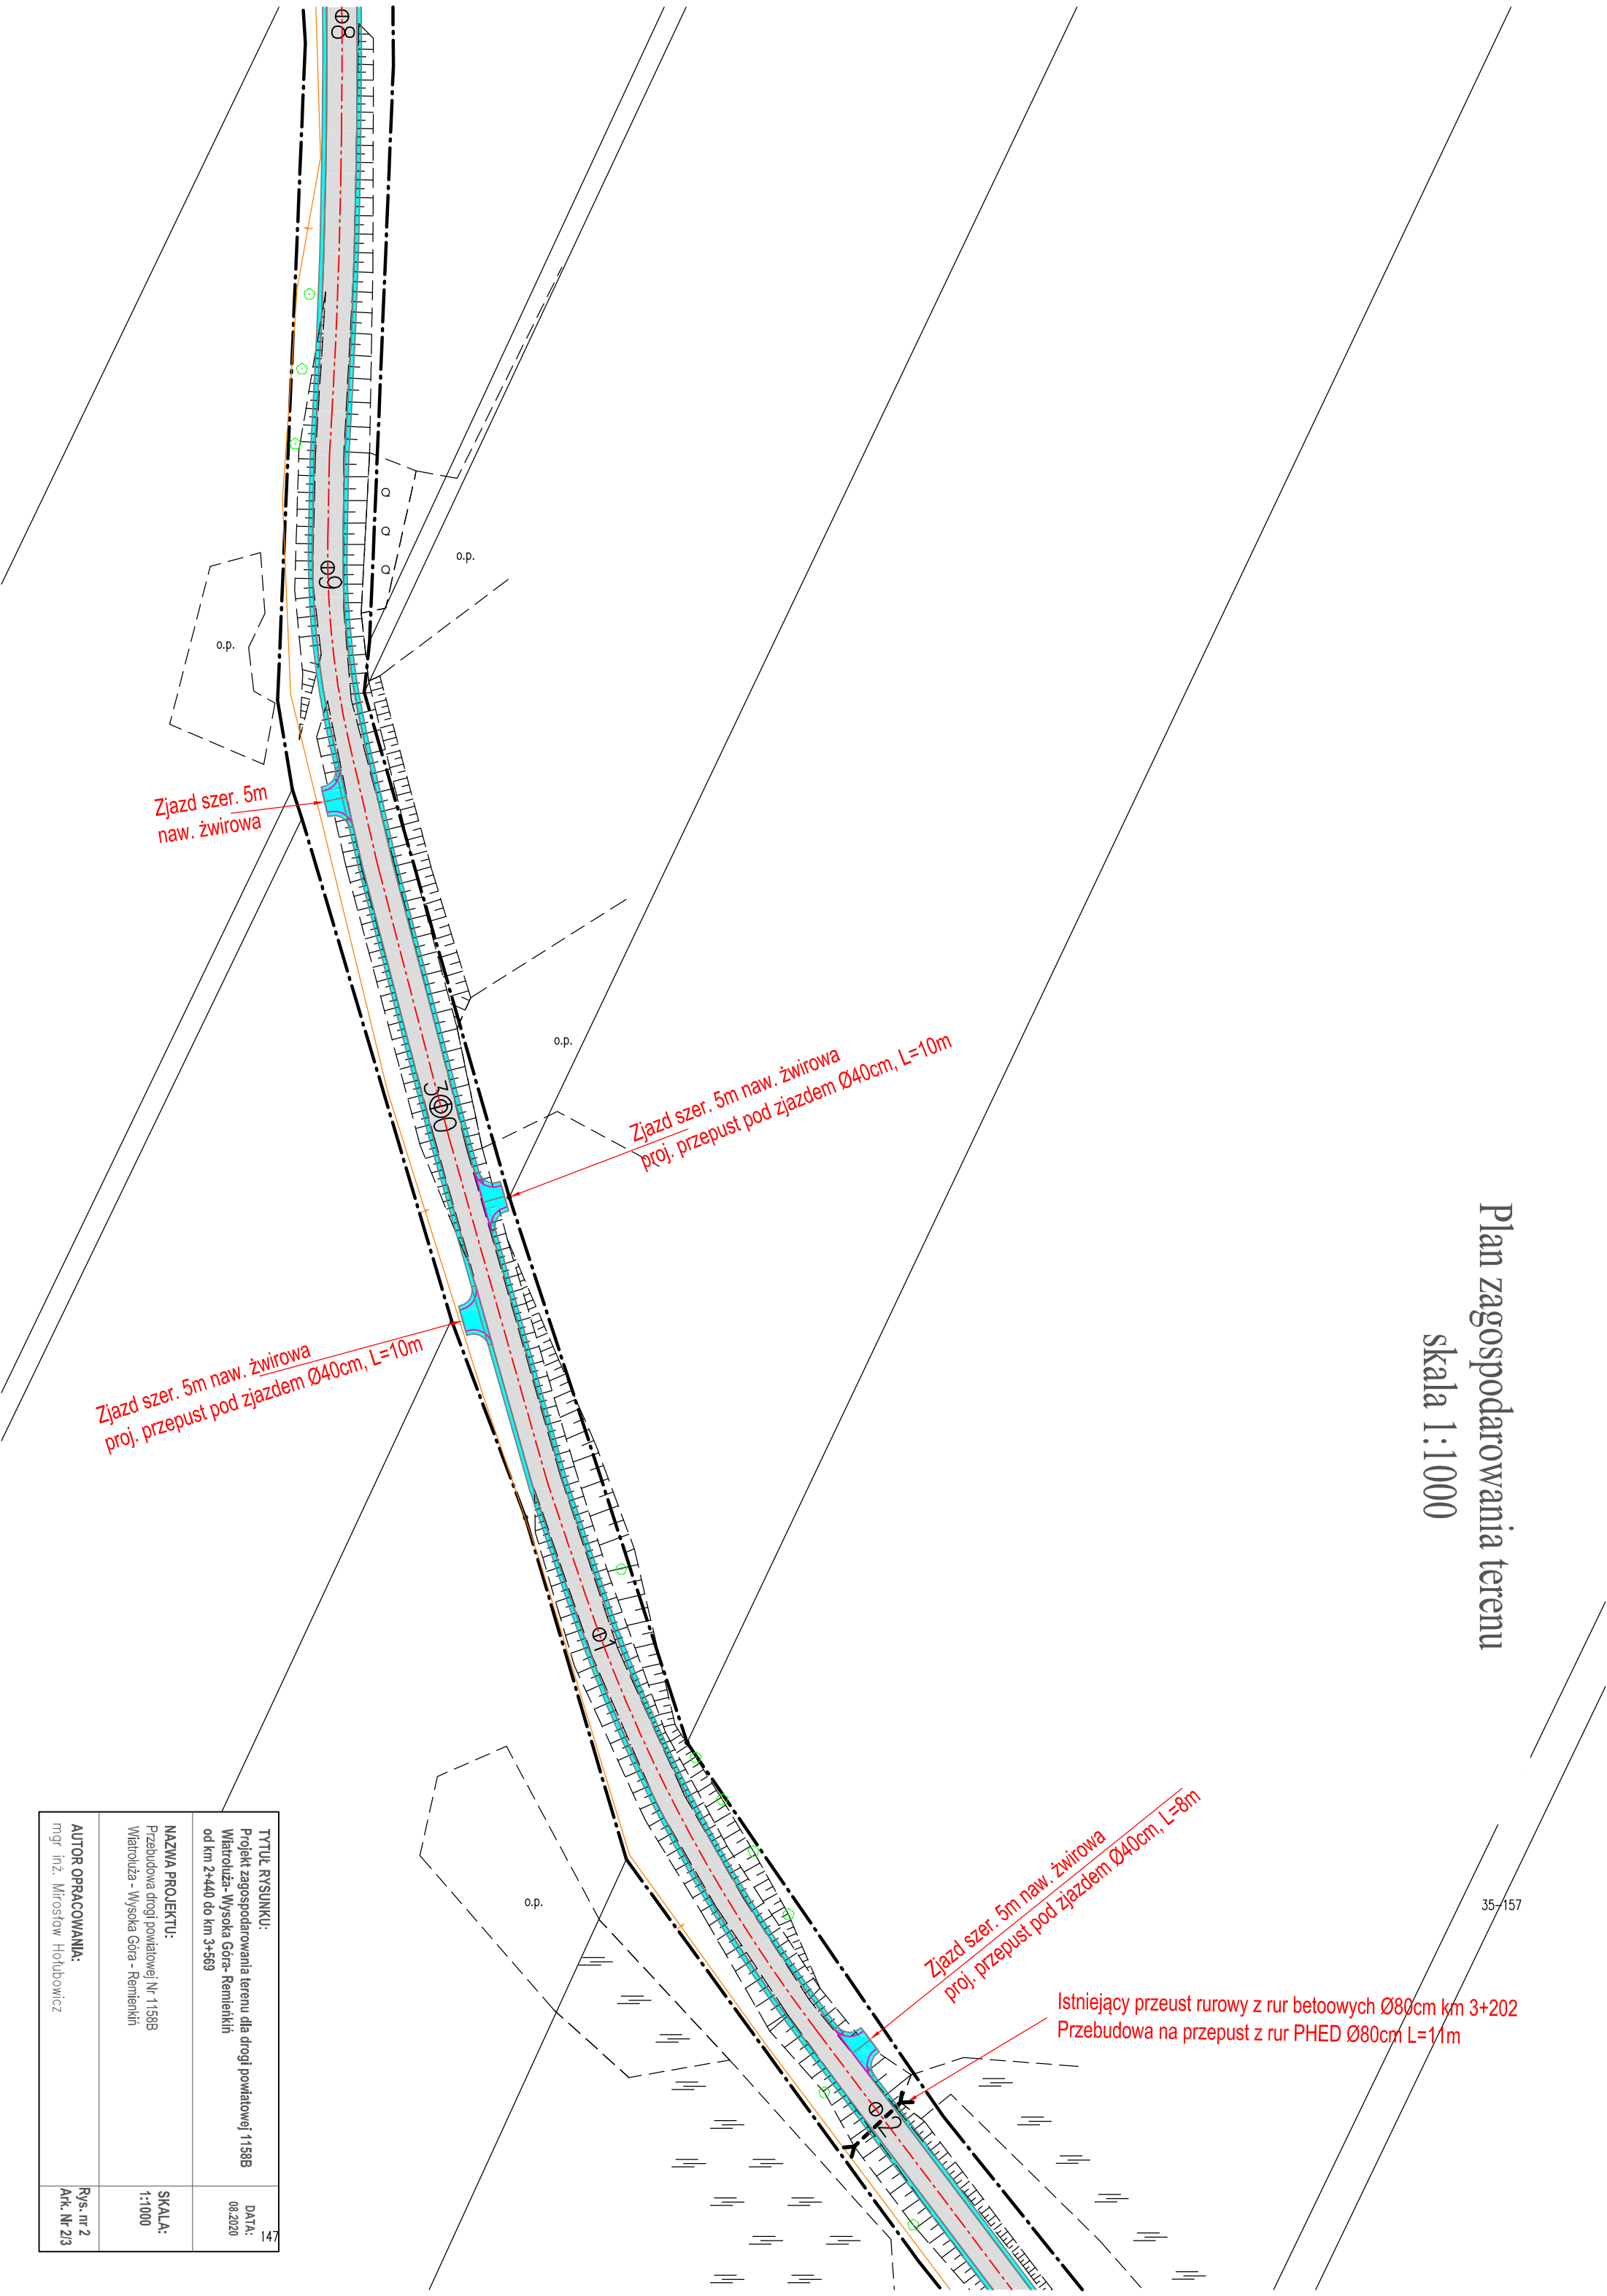 Plan zagospodarowania terenu
skala 1:1000
8
o.p.
9
o.p.
Zjazd szer. 5m
naw. żwirowa
o.p.
300
Zjazd szer. 5m naw. żwirowa
proj. przepust pod zjazdem Ø40cm, L=10m
Zjazd szer. 5m naw. żwirowa
proj. przepust pod zjazdem Ø40cm, L=10m
1
o.p.
Zjazd szer. 5m naw. żwirowa
proj. przepust pod zjazdem Ø40cm, L=8m
35-157
Istniejący przeust rurowy z rur betoowych Ø80cm km 3+202
Przebudowa na przepust z rur PHED Ø80cm L=11m
2
TYTUŁ RYSUNKU:
Projekt zagospodarowania terenu dla drogi powiatowej 1158B
Wiatrołuża- Wysoka Góra- Remieńkiń
od km 2+440 do km 3+569
DATA:
08.2020
147
NAZWA PROJEKTU:
Przebudowa drogi powiatowej Nr 1158B
Wiatrołuża - Wysoka Góra - Remieńkiń
SKALA:
1:1000
AUTOR OPRACOWANIA:
mgr inż. Mirosław Hołubowicz
Rys. nr 2
Ark. Nr 2/3